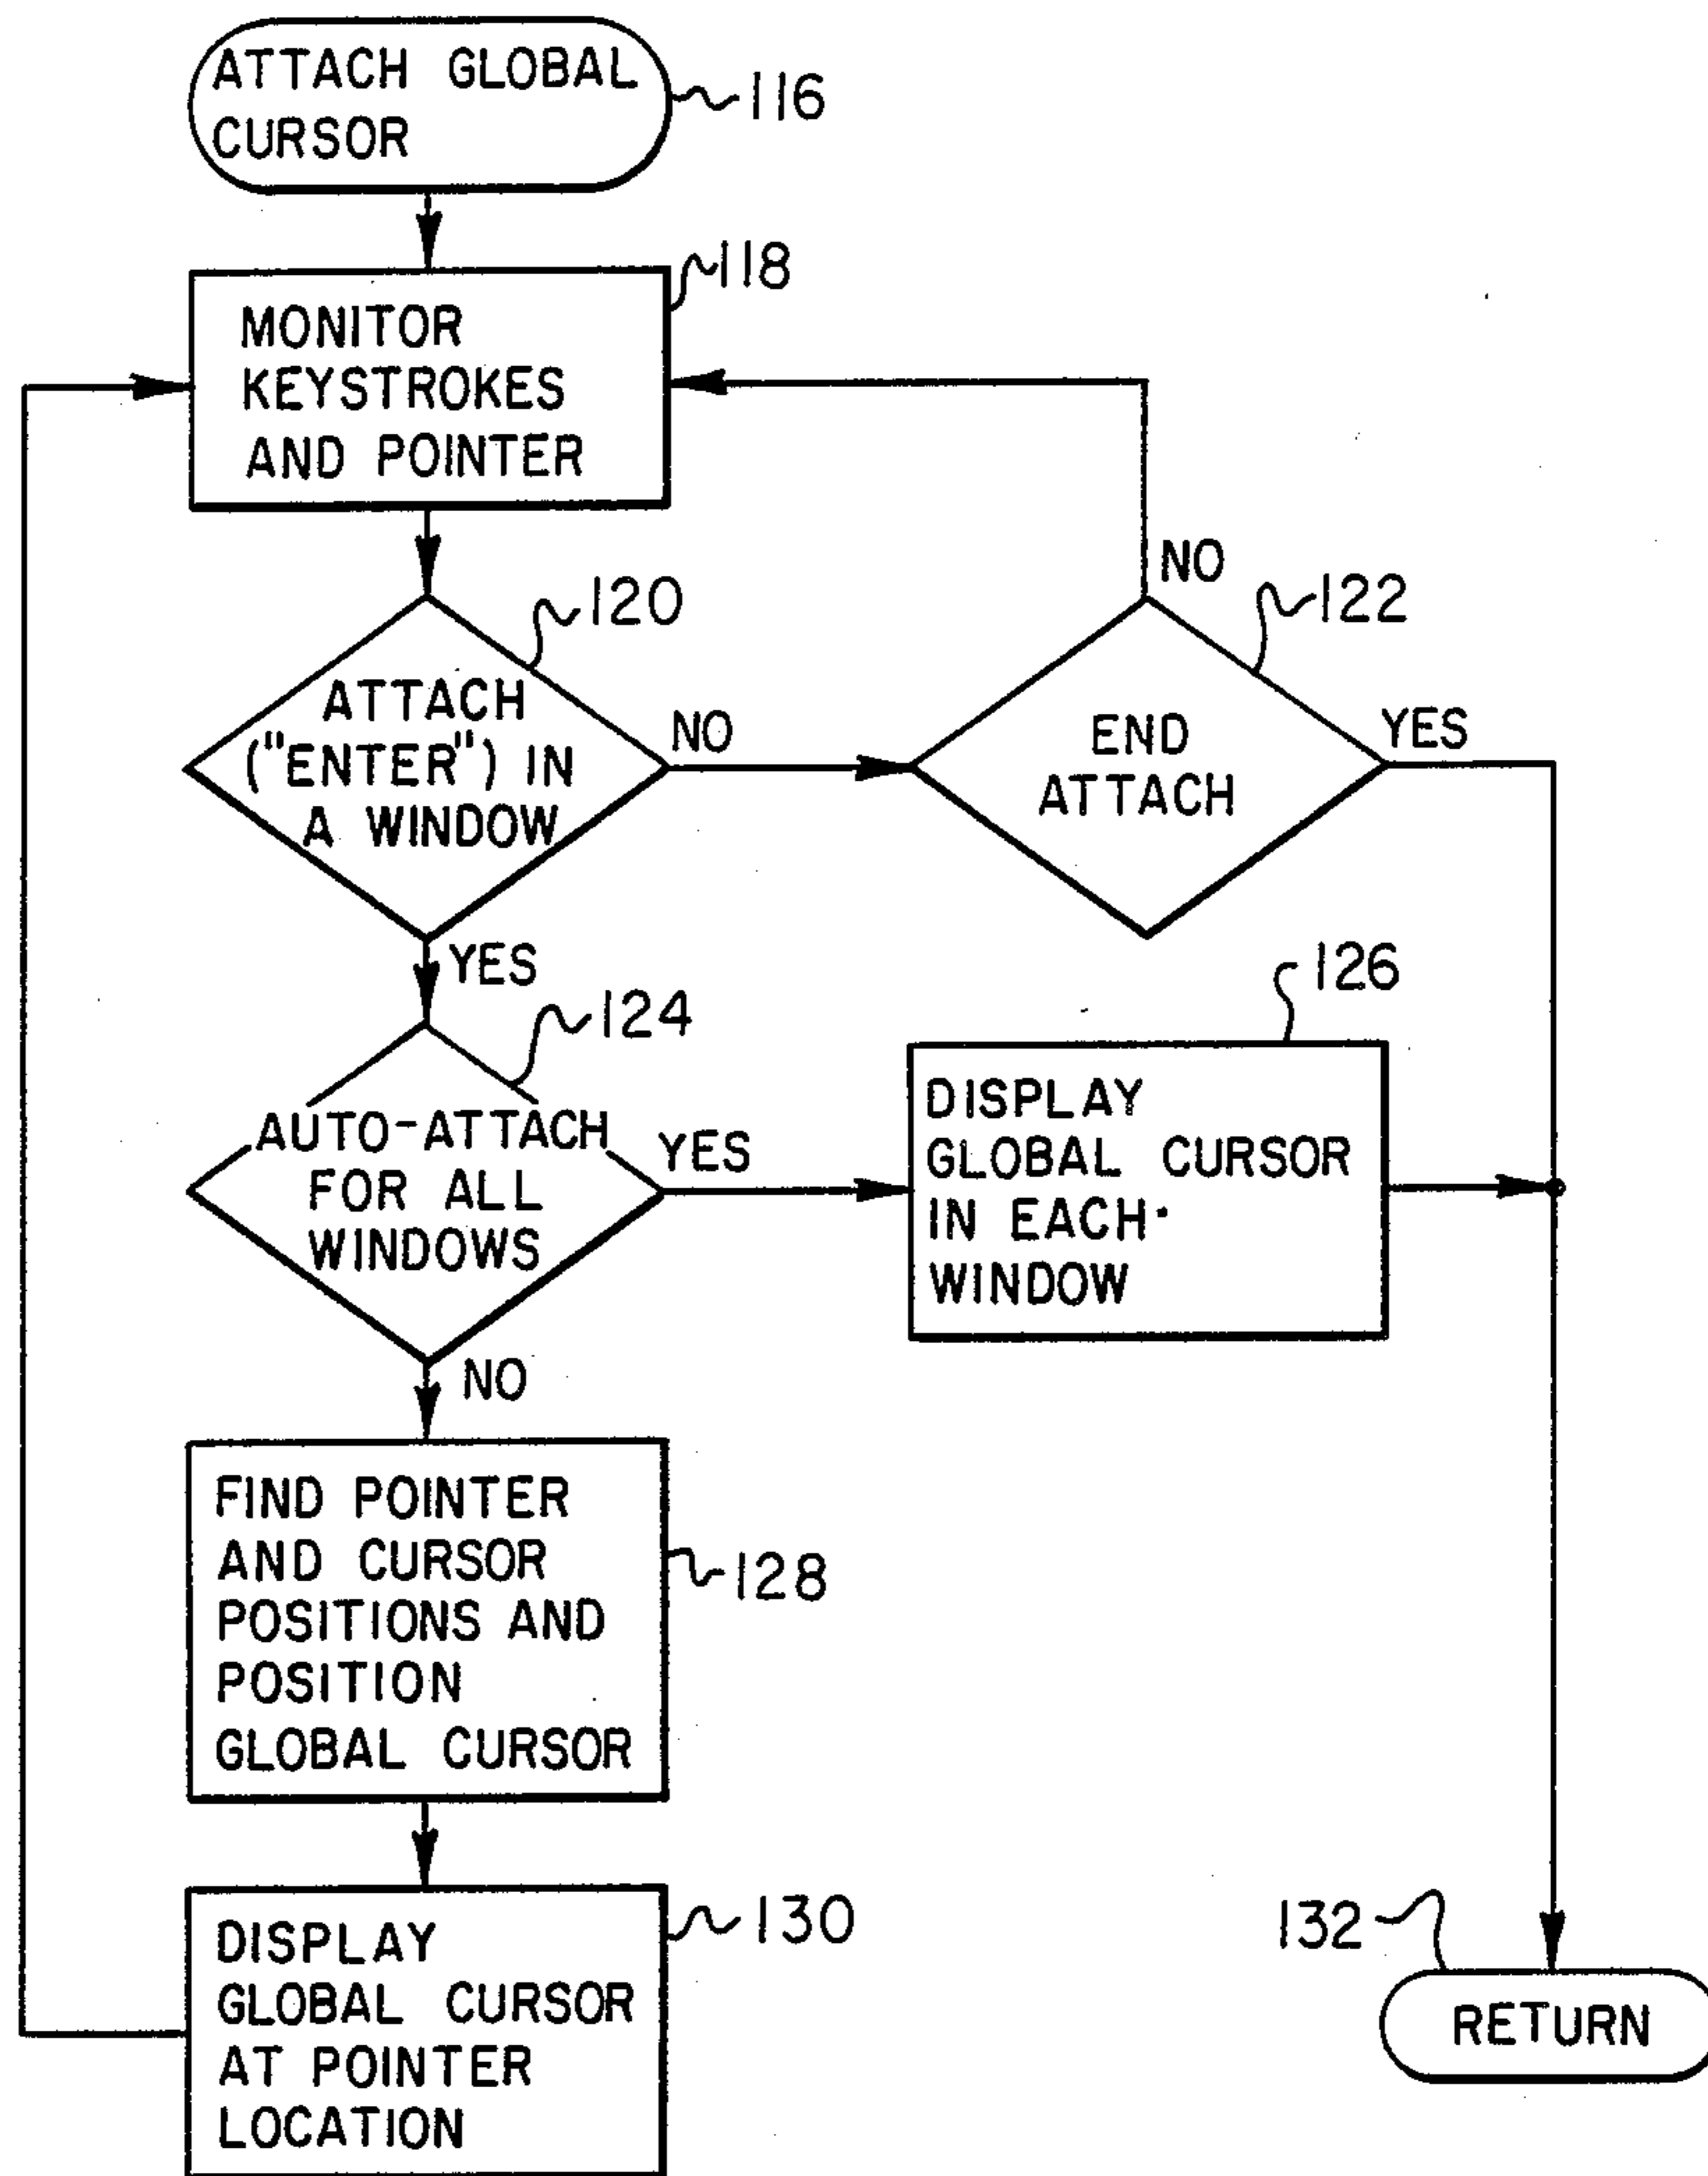 ATTACH GLOBAL
CURSOR
116
118
MONITOR
KEYSTROKES
AND POINTER
120
ATTACH
("ENTER") IN
A WINDOW
NO
NO
122
END
ATTACH
YES
YES
124
AUTO-ATTACH
FOR ALL
WINDOWS
YES
126
DISPLAY
GLOBAL CURSOR
IN EACH
WINDOW
NO
FIND POINTER
AND CURSOR
POSITIONS AND
POSITION
GLOBAL CURSOR
128
130
DISPLAY
GLOBAL CURSOR
AT POINTER
LOCATION
132
RETURN